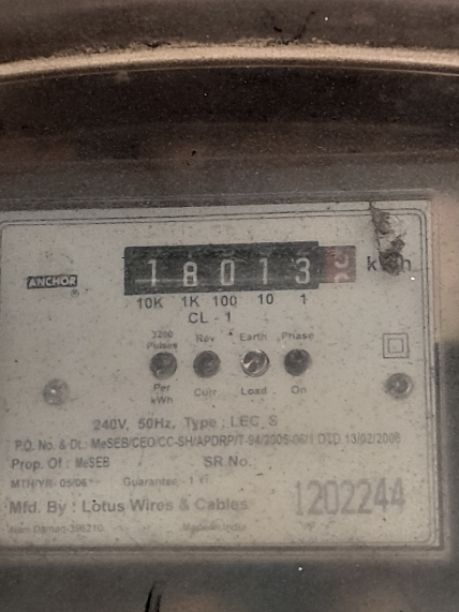 18013 kWh
ANCHOR ®
10K 1K 100 10 1
CL - 1
3200 Pulses Rev Earth Phase
Per kWh Curr Load On
240V, 50Hz, Type : LEC S
P.O. No. & Dt.: MeSEB/CEO/CC-SH/APDRP/T-94/2005-06/1 DTD 13/02/2006
Prop. Of : MeSEB SR.No.
MTH/YR- 05/06 Guarantee - 1
Mfd. By : Lotus Wires & Cables 1202244
Daman-396210. Made in India